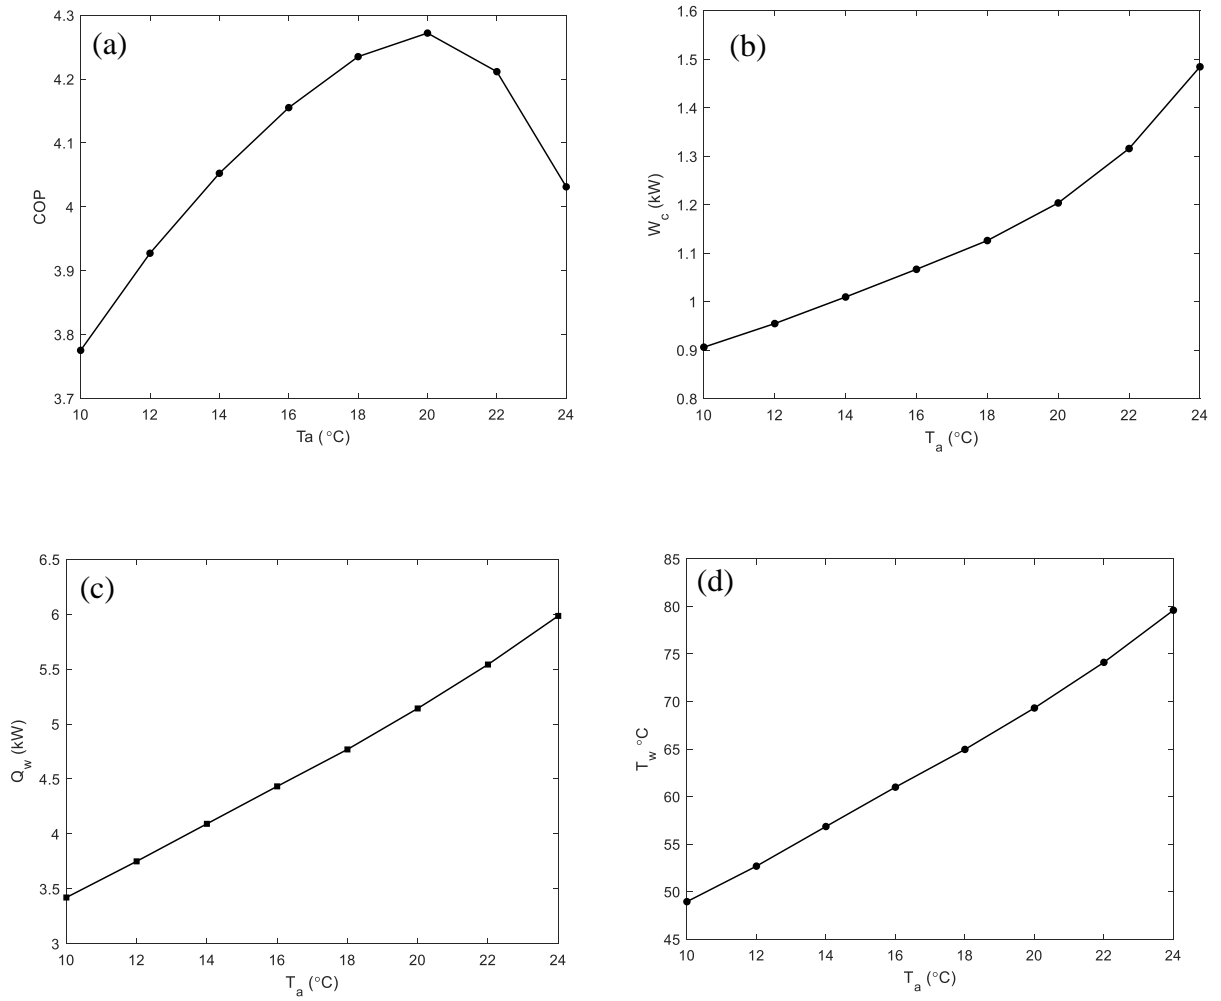 (a)
4.3
4.2
4.1
4
3.9
3.8
3.7
COP
10 12 14 16 18 20 22 24
Ta (°C)
(b)
1.6
1.5
1.4
1.3
1.2
1.1
1
0.9
0.8
W_c (kW)
10 12 14 16 18 20 22 24
T_a (°C)
(c)
6.5
6
5.5
5
4.5
4
3.5
3
Q_w (kW)
10 12 14 16 18 20 22 24
T_a (°C)
(d)
85
80
75
70
65
60
55
50
45
T_w °C
10 12 14 16 18 20 22 24
T_a (°C)